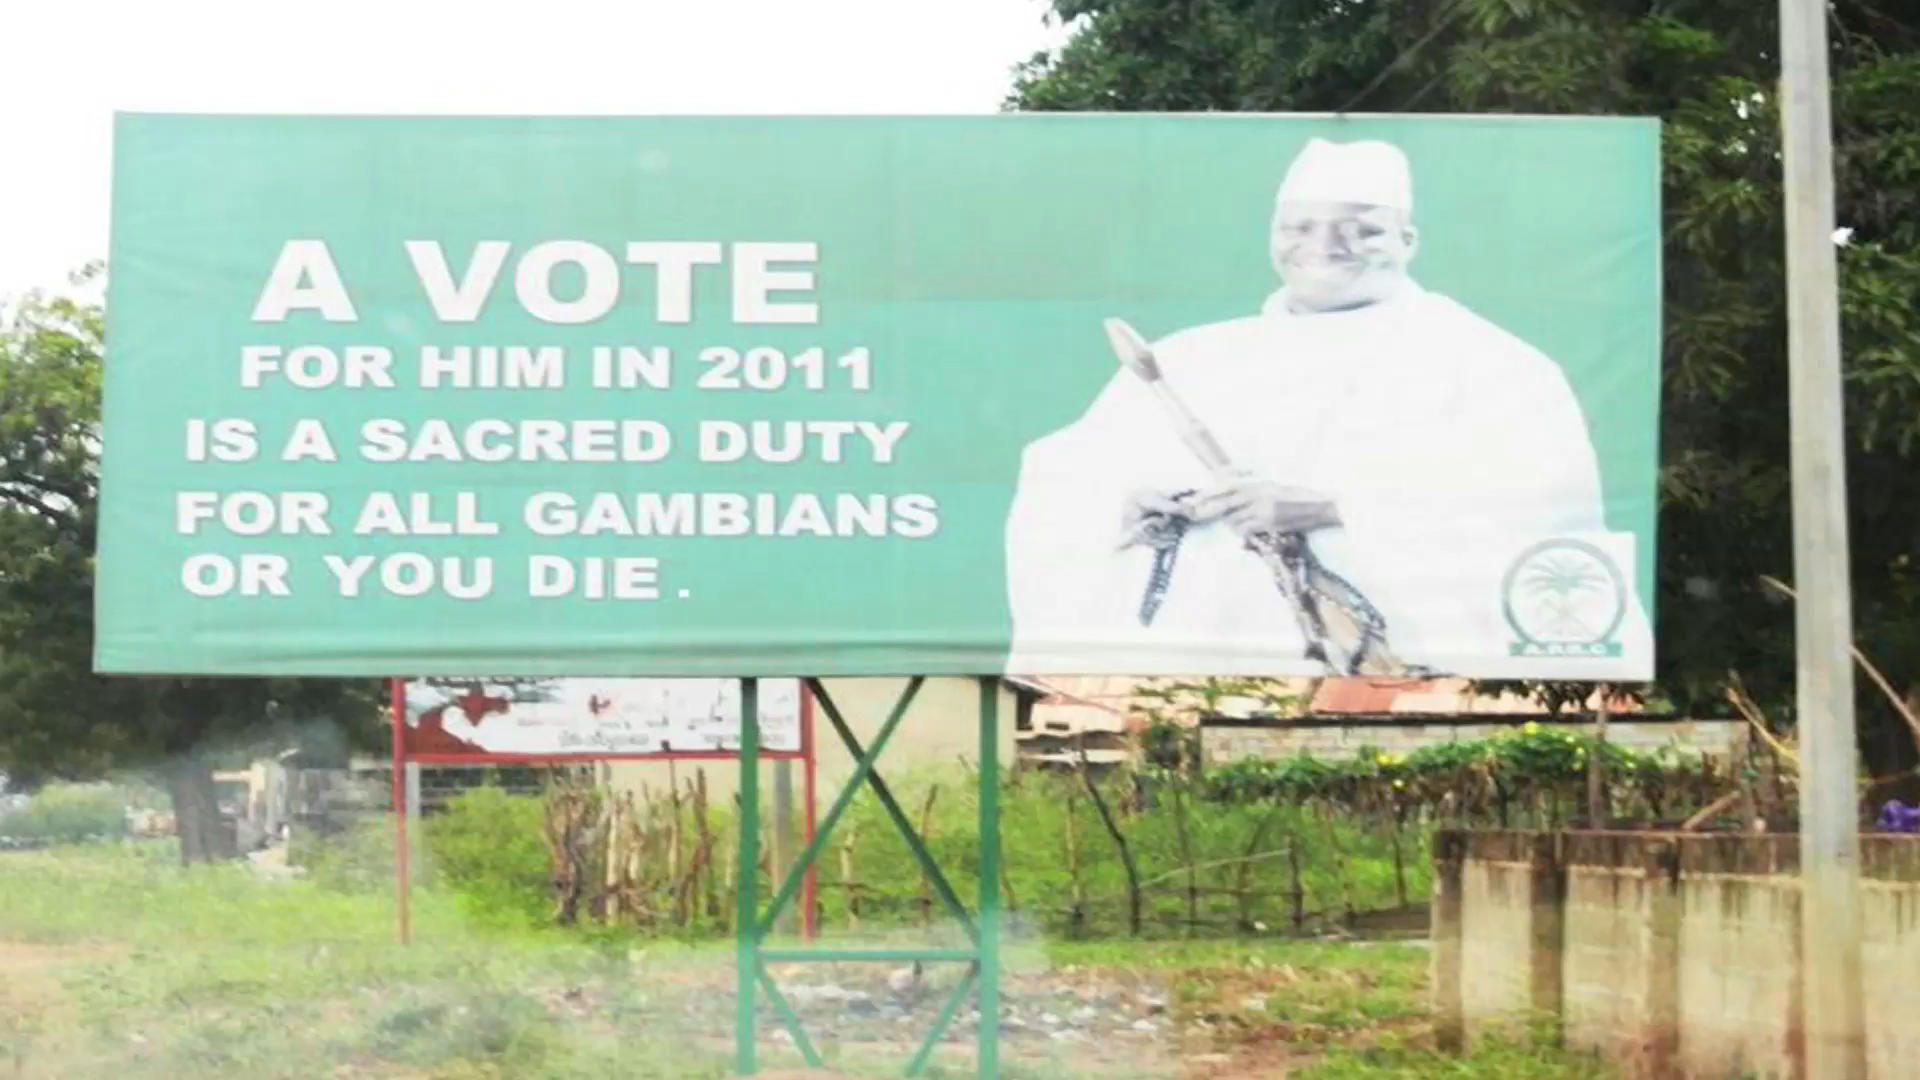 A VOTE
FOR HIM IN 2011
IS A SACRED DUTY
FOR ALL GAMBIANS
OR YOU DIE.